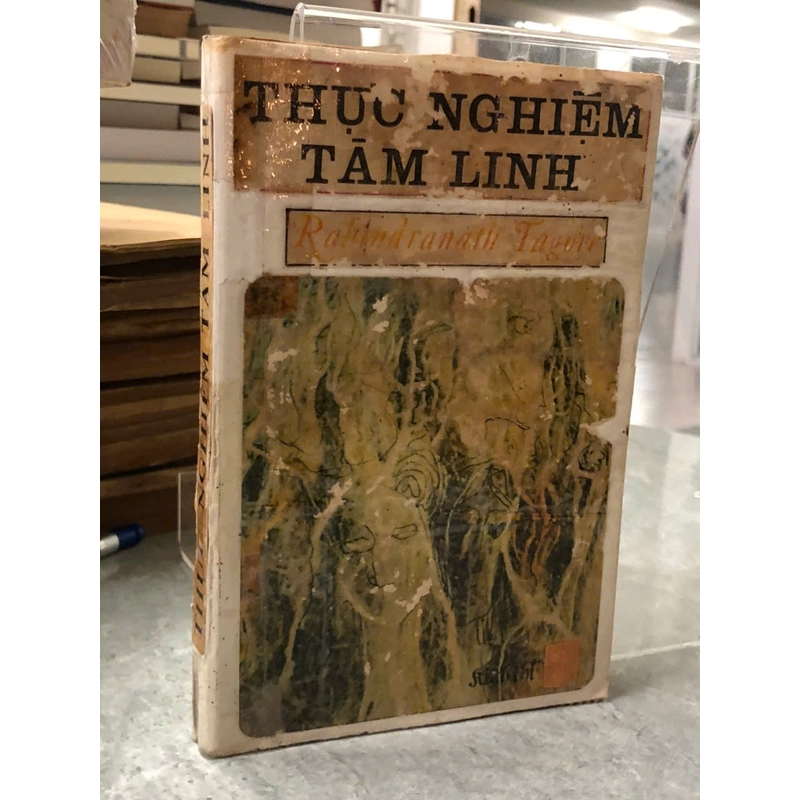 THỰC NGHIỆM
TÂM LINH
Rabindranath Tagore
THỰC NGHIỆM TÂM LINH